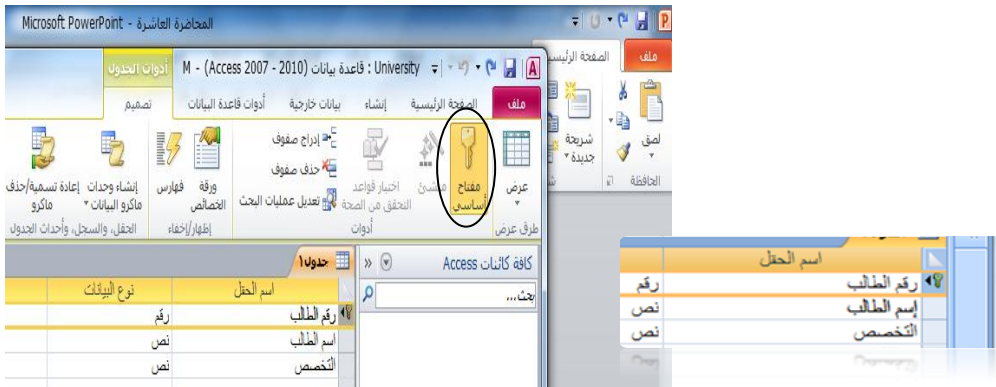 المحاضرة العاشرة - Microsoft PowerPoint
ملف
الصفحة الرئيسية
لصق
شريحة
جديدة
الحافظة
University : قاعدة بيانات (Access 2007 - 2010) - M
أدوات الجدول
ملف
الصفحة الرئيسية
إنشاء
بيانات خارجية
أدوات قاعدة البيانات
تصميم
عرض
طرق عرض
مفتاح
أساسي
منشئ
اختبار قواعد
التحقق من الصحة
إدراج صفوف
حذف صفوف
تعديل عمليات البحث
أدوات
ورقة
الخصائص
فهارس
إظهار/إخفاء
إنشاء وحدات
ماكرو البيانات
إعادة تسمية/حذف
ماكرو
الحقل، والسجل، وأحداث الجدول
كافة كائنات Access
بحث...
جدول١
اسم الحقل
نوع البيانات
رقم الطالب
رقم
اسم الطالب
نص
التخصص
نص
اسم الحقل
رقم الطالب
رقم
إسم الطالب
نص
التخصص
نص